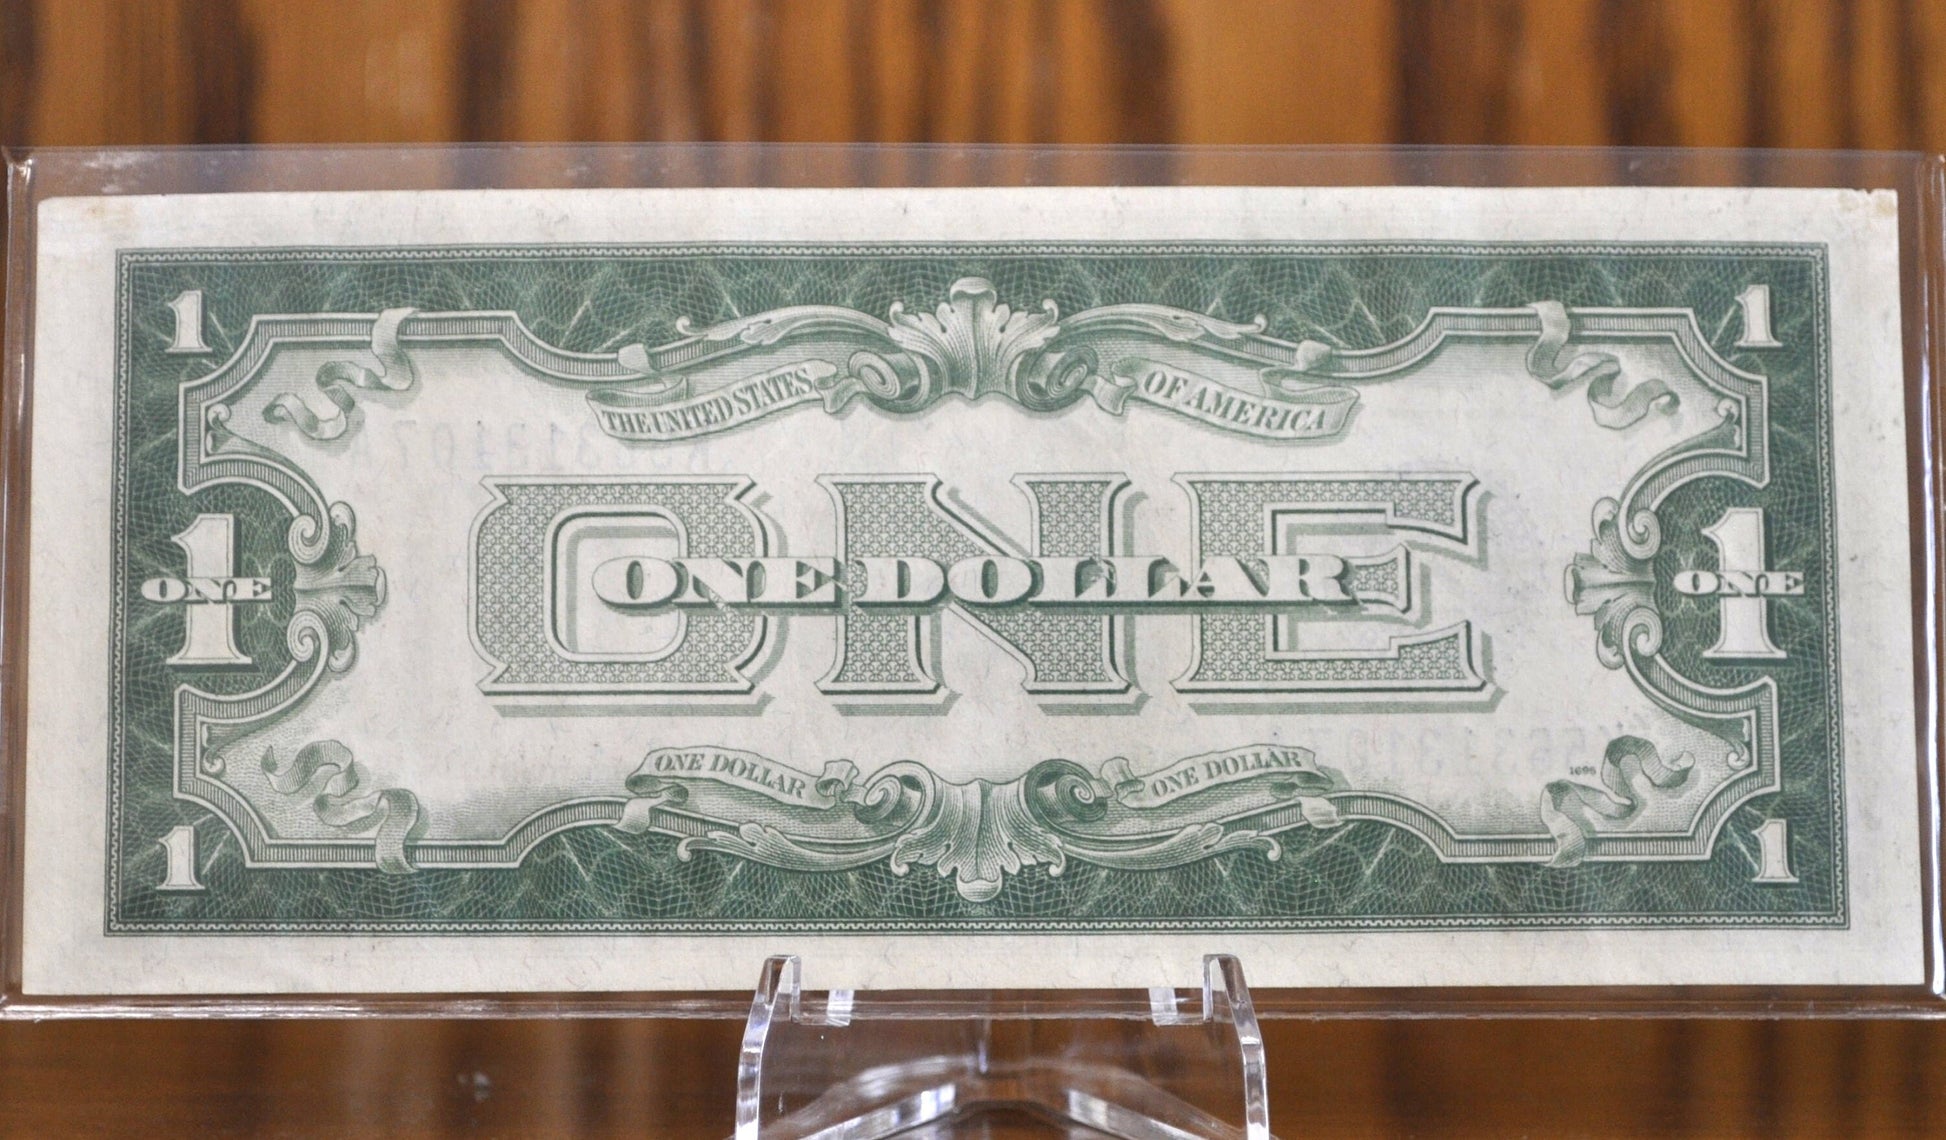 1 1
THE UNITED STATES OF AMERICA
ONE
1 ONE ONE DOLLAR 1 ONE
ONE DOLLAR ONE DOLLAR
1696
1 1